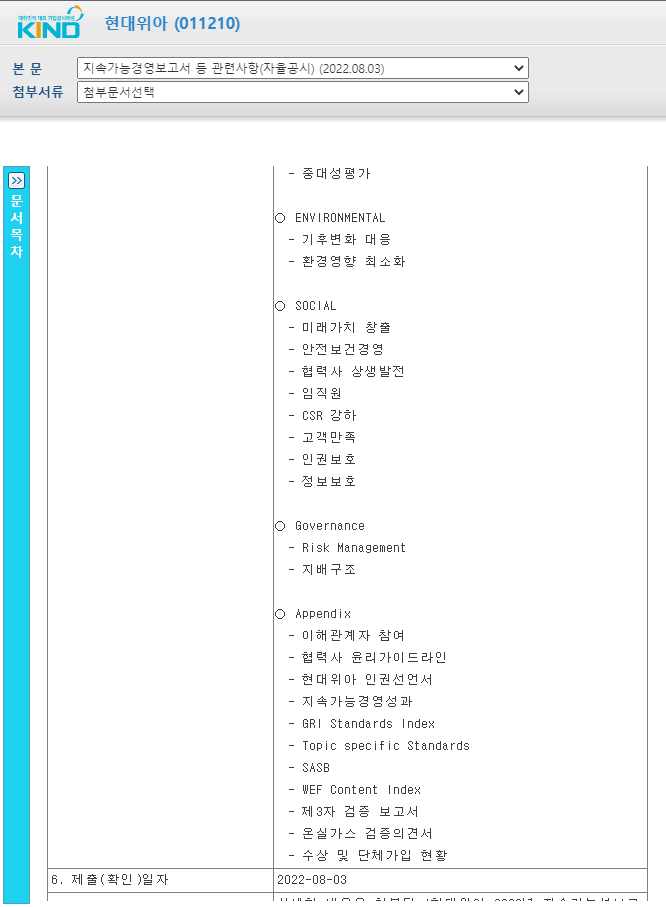 대한민국 대표 기업공시채널
KIND
현대위아 (011210)
본 문
지속가능경영보고서 등 관련사항(자율공시) (2022.08.03)
첨부서류
첨부문서선택
문서목차
- 중대성평가
○ ENVIRONMENTAL
- 기후변화 대응
- 환경영향 최소화
○ SOCIAL
- 미래가치 창출
- 안전보건경영
- 협력사 상생발전
- 임직원
- CSR 강하
- 고객만족
- 인권보호
- 정보보호
○ Governance
- Risk Management
- 지배구조
○ Appendix
- 이해관계자 참여
- 협력사 윤리가이드라인
- 현대위아 인권선언서
- 지속가능경영성과
- GRI Standards Index
- Topic specific Standards
- SASB
- WEF Content Index
- 제3자 검증 보고서
- 온실가스 검증의견서
- 수상 및 단체가입 현황
6. 제출(확인)일자
2022-08-03